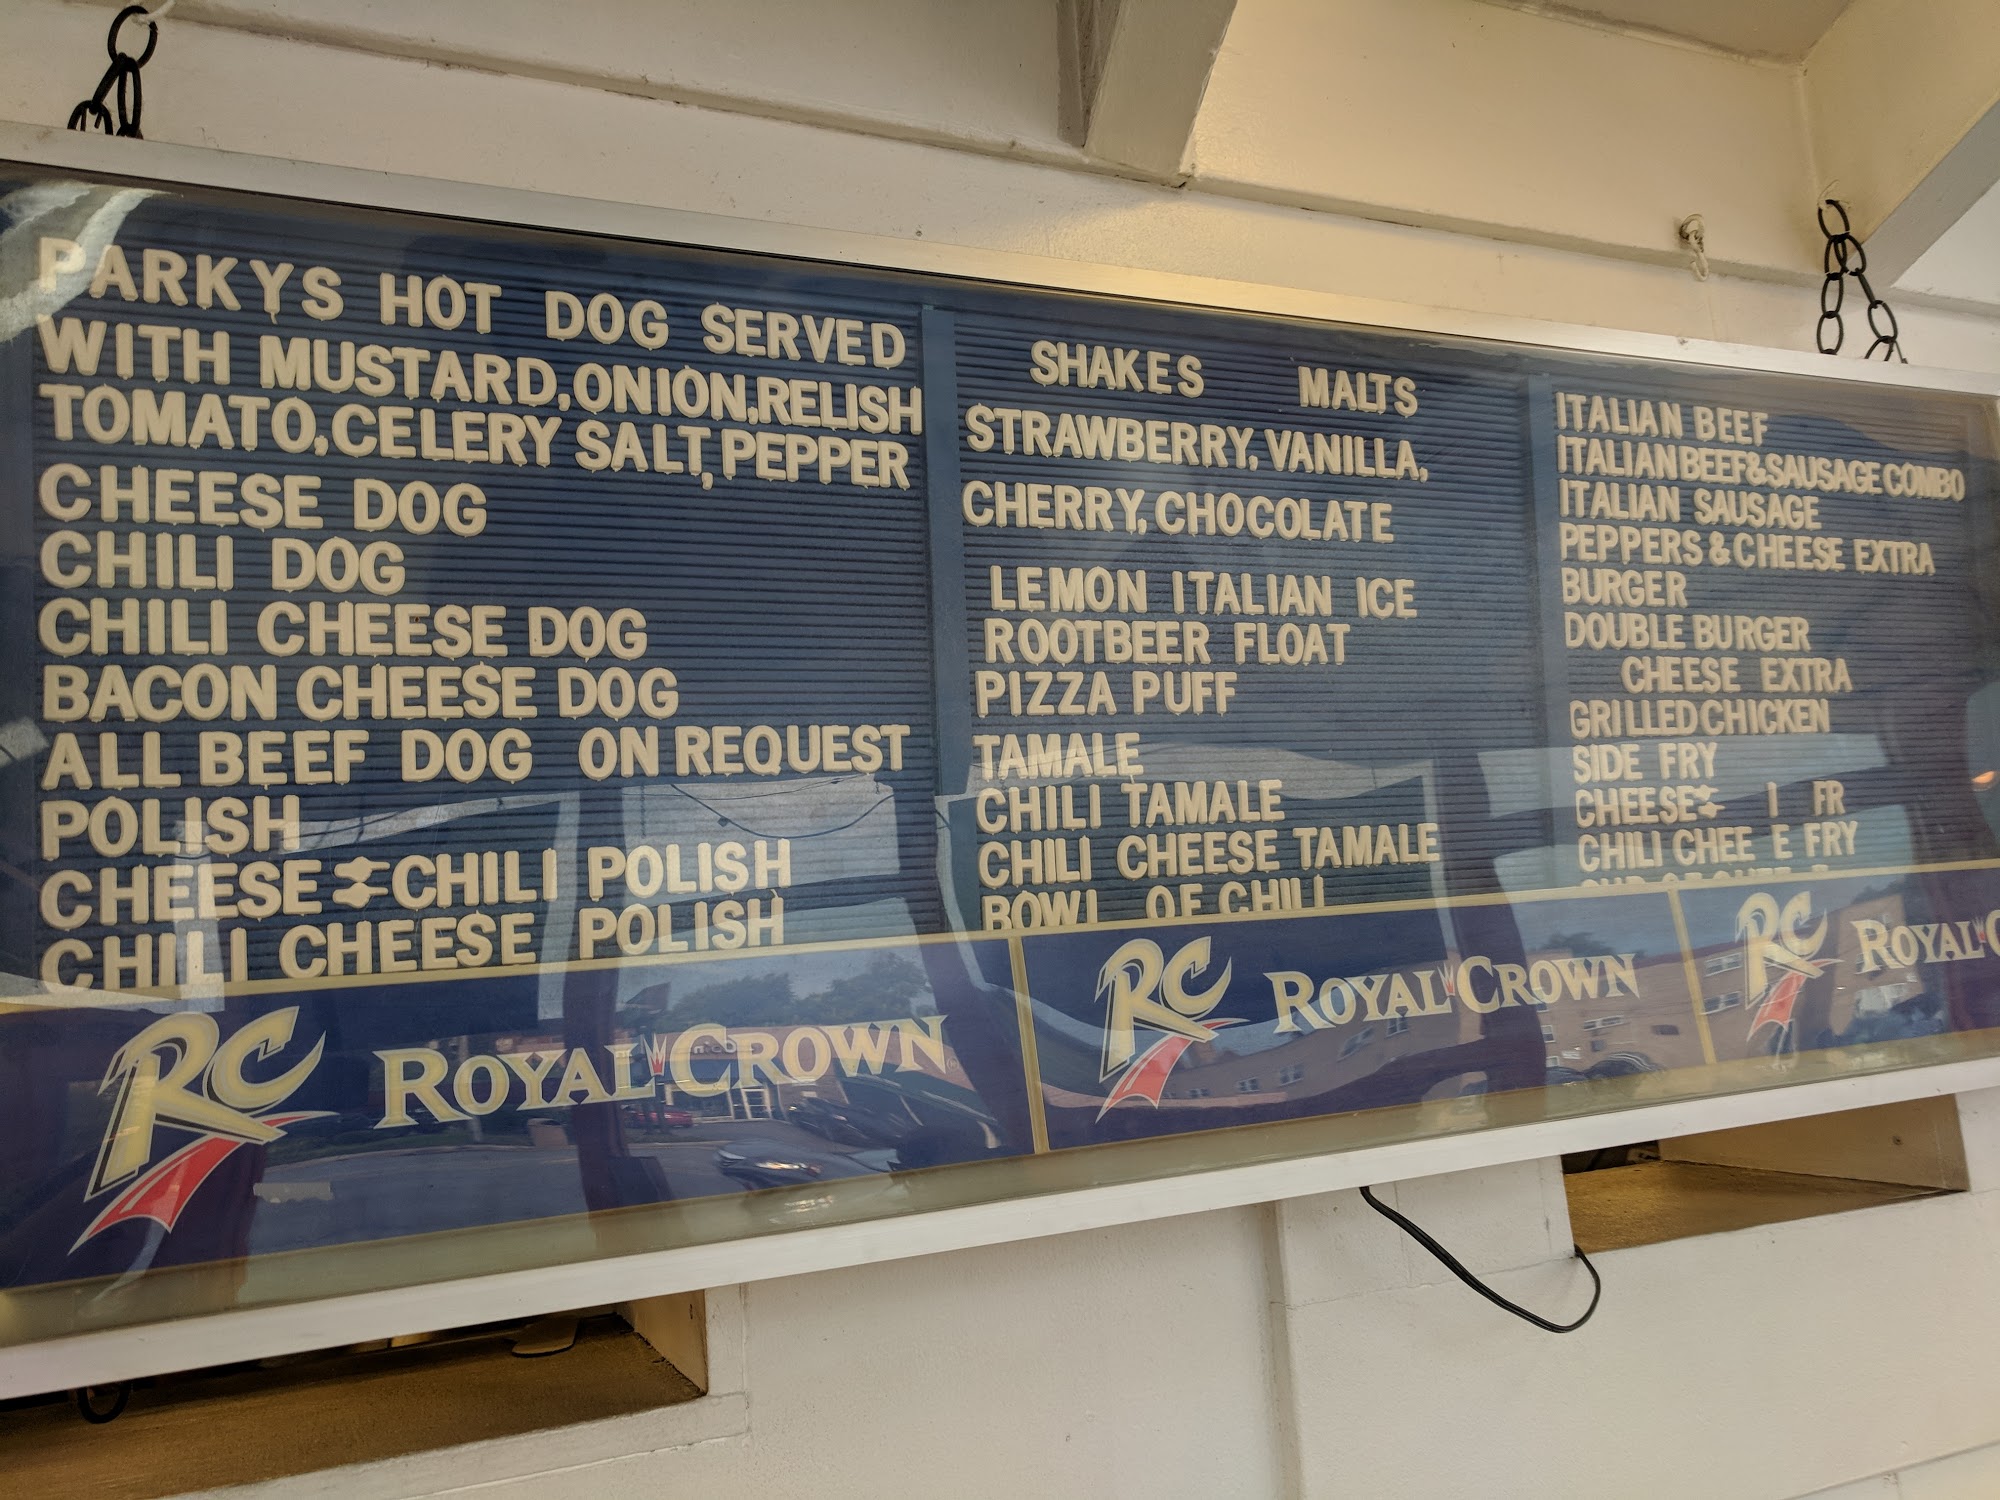 PARKYS HOT DOG SERVED
WITH MUSTARD, ONION, RELISH
TOMATO, CELERY SALT, PEPPER
CHEESE DOG
CHILI DOG
CHILI CHEESE DOG
BACON CHEESE DOG
ALL BEEF DOG ON REQUEST
POLISH
CHEESE CHILI POLISH
CHILI CHEESE POLISH
SHAKES MALTS
STRAWBERRY, VANILLA,
CHERRY, CHOCOLATE
LEMON ITALIAN ICE
ROOTBEER FLOAT
PIZZA PUFF
TAMALE
CHILI TAMALE
CHILI CHEESE TAMALE
BOWL OF CHILI
ITALIAN BEEF
ITALIAN BEEF & SAUSAGE COMBO
ITALIAN SAUSAGE
PEPPERS & CHEESE EXTRA
BURGER
DOUBLE BURGER
CHEESE EXTRA
GRILLED CHICKEN
SIDE FRY
CHEESE I FR
CHILI CHEE E FRY
RC ROYAL CROWN
RC ROYAL CROWN
RC ROYAL C